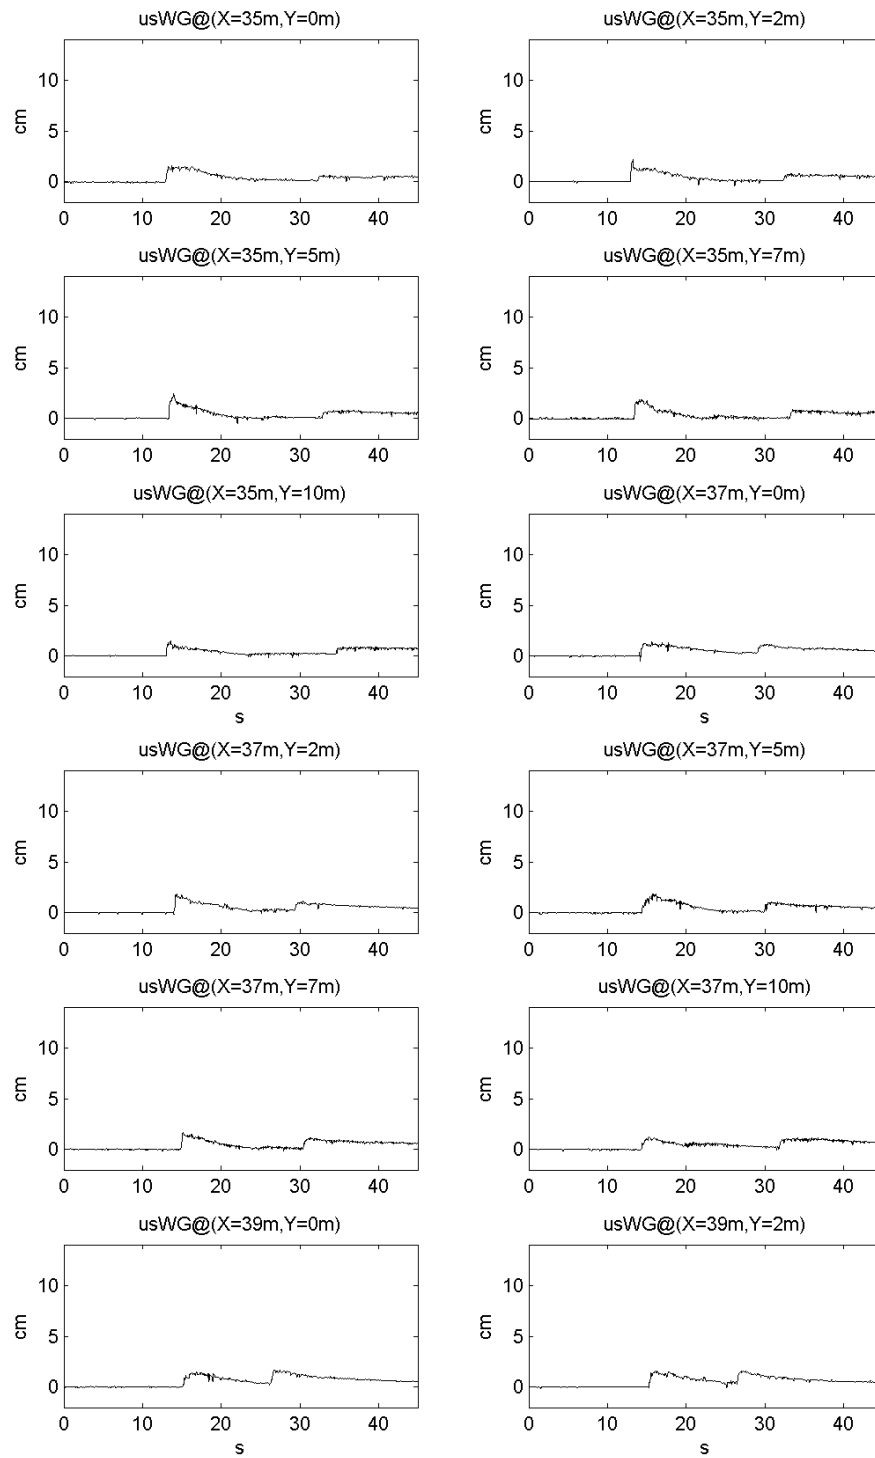 usWG@(X=35m,Y=0m)
usWG@(X=35m,Y=2m)
10
5
0
cm
0 10 20 30 40
10
5
0
cm
0 10 20 30 40
usWG@(X=35m,Y=5m)
usWG@(X=35m,Y=7m)
10
5
0
cm
0 10 20 30 40
10
5
0
cm
0 10 20 30 40
usWG@(X=35m,Y=10m)
usWG@(X=37m,Y=0m)
10
5
0
cm
0 10 20 30 40
s
10
5
0
cm
0 10 20 30 40
s
usWG@(X=37m,Y=2m)
usWG@(X=37m,Y=5m)
10
5
0
cm
0 10 20 30 40
10
5
0
cm
0 10 20 30 40
usWG@(X=37m,Y=7m)
usWG@(X=37m,Y=10m)
10
5
0
cm
0 10 20 30 40
10
5
0
cm
0 10 20 30 40
usWG@(X=39m,Y=0m)
usWG@(X=39m,Y=2m)
10
5
0
cm
0 10 20 30 40
s
10
5
0
cm
0 10 20 30 40
s